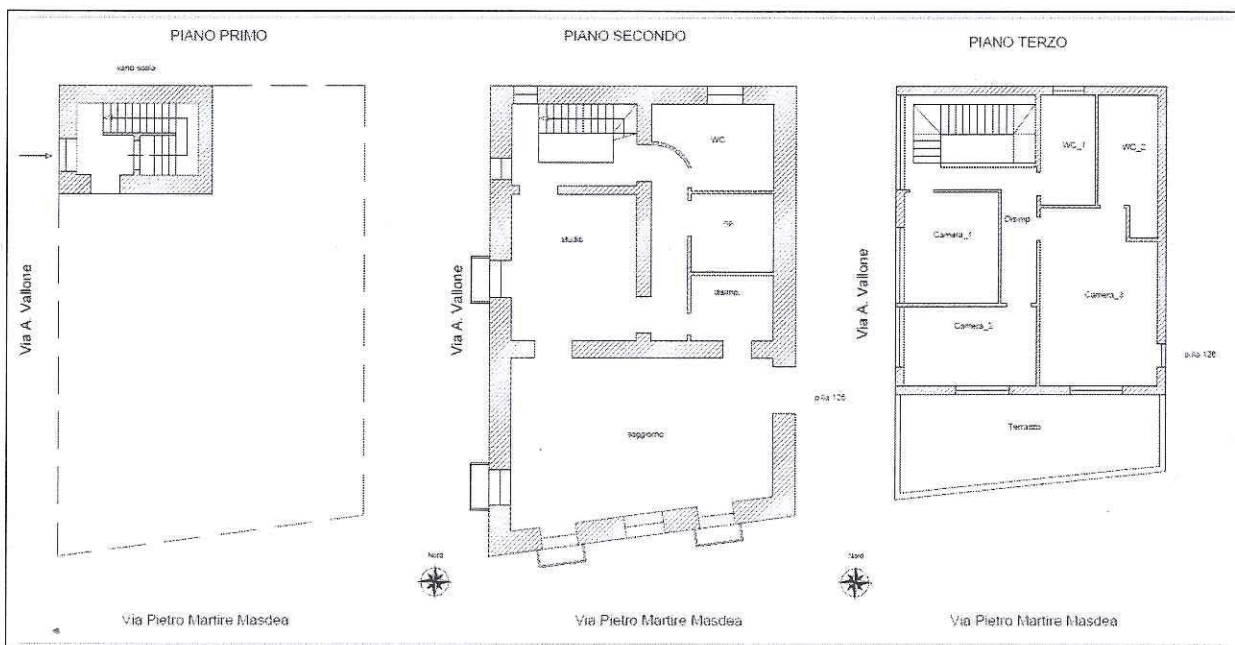 PIANO PRIMO
vano scala
Via A. Vallone
Via Pietro Martire Masdea
PIANO SECONDO
WC
studio
rip.
disimp.
Via A. Vallone
soggiorno
p.lla 126
Nord
Via Pietro Martire Masdea
PIANO TERZO
WC_1
WC_2
Disimp.
Camera_1
Camera_3
Camera_2
Via A. Vallone
p.lla 126
Terrazzo
Nord
Via Pietro Martire Masdea